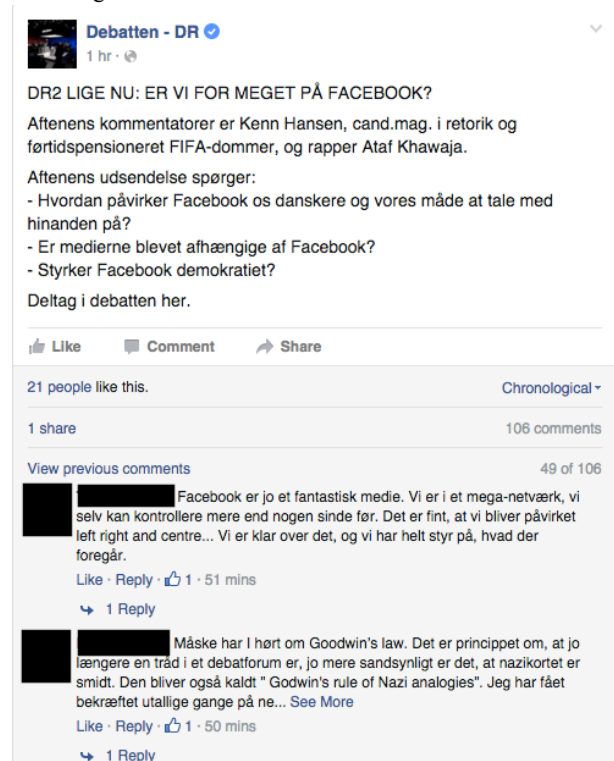 Debatten - DR
1 hr
DR2 LIGE NU: ER VI FOR MEGET PÅ FACEBOOK?
Aftenens kommentatorer er Kenn Hansen, cand.mag. i retorik og
førtidspensioneret FIFA-dommer, og rapper Ataf Khawaja.
Aftenens udsendelse spørger:
- Hvordan påvirker Facebook os danskere og vores måde at tale med
hinanden på?
- Er medierne blevet afhængige af Facebook?
- Styrker Facebook demokratiet?
Deltag i debatten her.
Like Comment Share
21 people like this. Chronological
1 share 106 comments
View previous comments 49 of 106
Facebook er jo et fantastisk medie. Vi er i et mega-netværk, vi
selv kan kontrollere mere end nogen sinde før. Det er fint, at vi bliver påvirket
left right and centre... Vi er klar over det, og vi har helt styr på, hvad der
foregår.
Like · Reply · 1 · 51 mins
1 Reply
Måske har I hørt om Goodwin's law. Det er princippet om, at jo
længere en tråd i et debatforum er, jo mere sandsynligt er det, at nazikortet er
smidt. Den bliver også kaldt " Godwin's rule of Nazi analogies". Jeg har fået
bekræftet utallige gange på ne... See More
Like · Reply · 1 · 50 mins
1 Reply